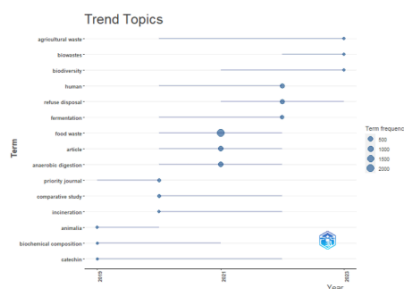 Trend Topics
agricultural waste
biowastes
biodiversity
human
refuse disposal
fermentation
food waste
article
anaerobic digestion
priority journal
comparative study
incineration
animalia
biochemical composition
catechin
Term
Term frequenc
500
1000
1500
2000
2019
2021
2023
Year